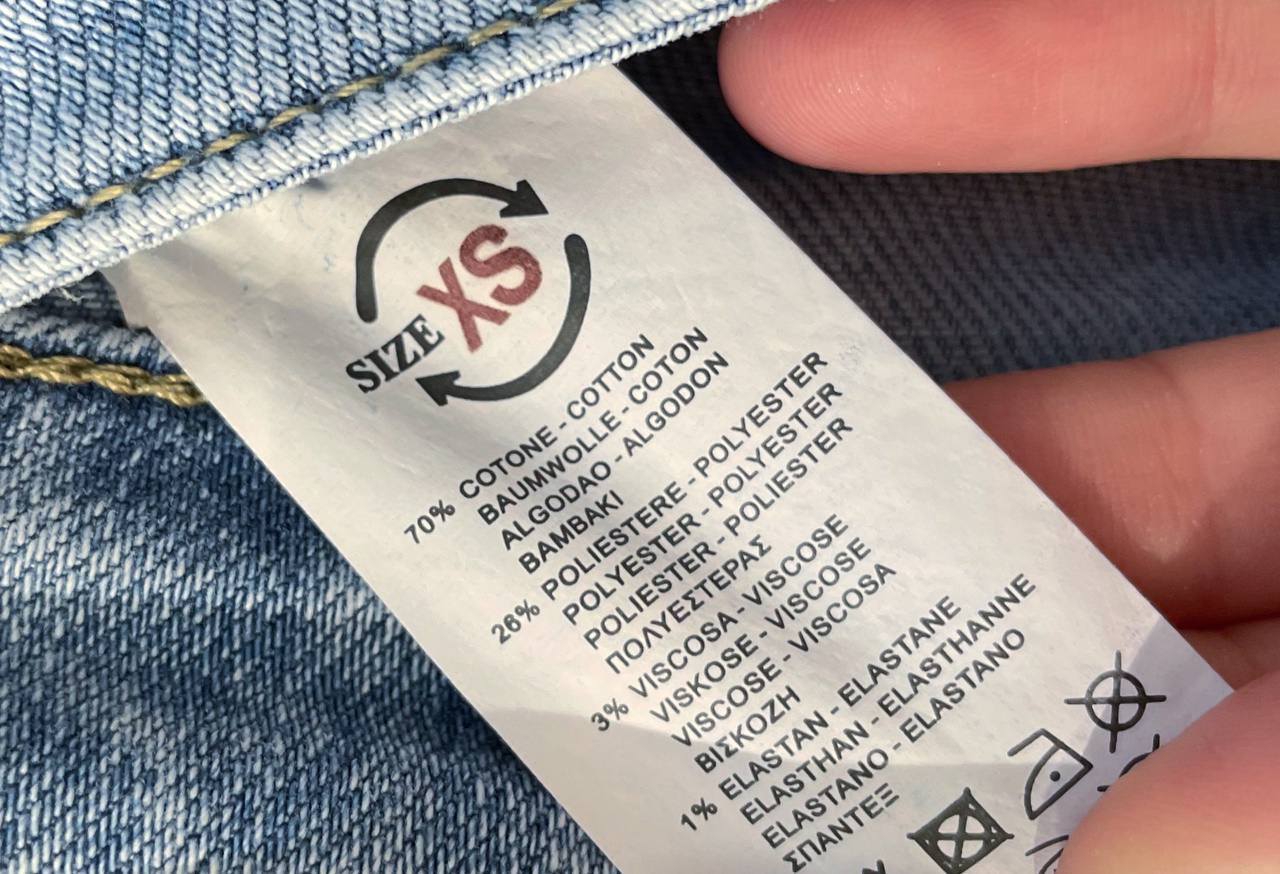 SIZE XS
70% COTONE - COTTON
BAUMWOLLE - COTON
ALGODAO - ALGODON
BAMBAKI
26% POLIESTERE - POLYESTER
POLYESTER - POLYESTER
POLIESTER - POLIESTER
ΠΟΛΥΕΣΤΕΡΑΣ
3% VISCOSA - VISCOSE
VISKOSE - VISCOSE
VISCOSE - VISCOSA
ΒΙΣΚΟΖΗ
1% ELASTAN - ELASTANE
ELASTHAN - ELASTHANNE
ELASTANO - ELASTANO
ΣΠΑΝΤΕΞ